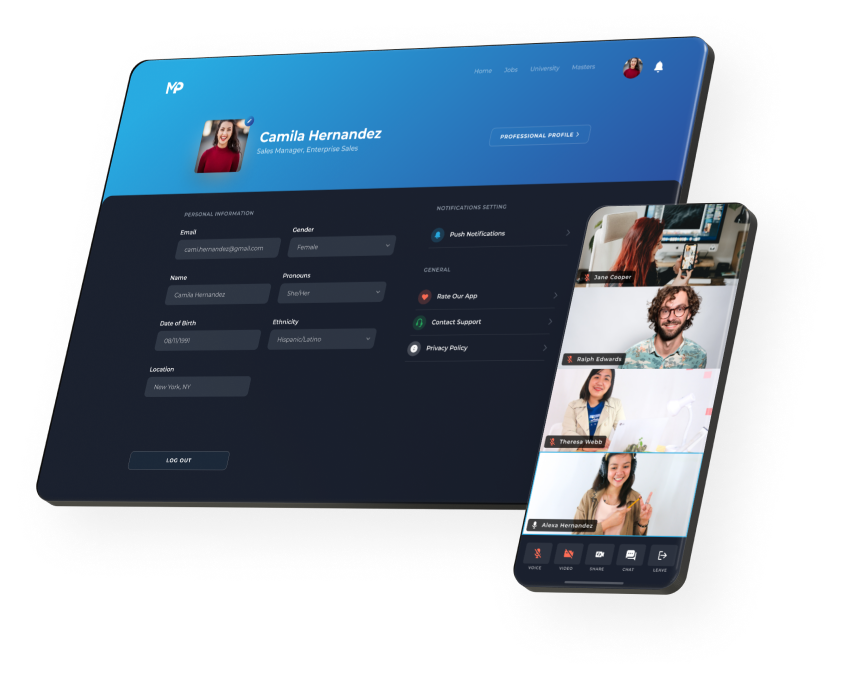 MP
Home Jobs University Masters
Camila Hernandez
Sales Manager, Enterprise Sales
PROFESSIONAL PROFILE
PERSONAL INFORMATION
Email
cami.hernandez@gmail.com
Gender
Female
Name
Camila Hernandez
Pronouns
She/Her
Date of Birth
08/11/1991
Ethnicity
Hispanic/Latino
Location
New York, NY
LOG OUT
NOTIFICATIONS SETTING
Push Notifications
GENERAL
Rate Our App
Contact Support
Privacy Policy
Jane Cooper
Ralph Edwards
Theresa Webb
Alexa Hernandez
VOICE VIDEO SHARE CHAT LEAVE